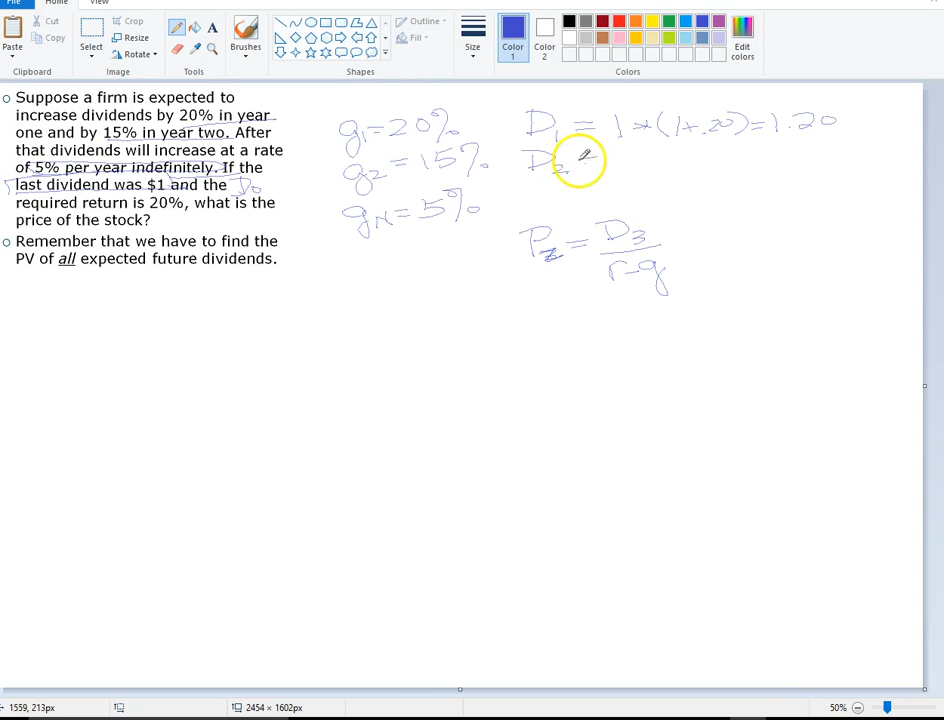 File Home View
Paste
Cut
Copy
Clipboard
Select
Crop
Resize
Rotate
Image
A
Tools
Brushes
Outline
Fill
Shapes
Size
Color 1
Color 2
Edit colors
Colors
Suppose a firm is expected to
increase dividends by 20% in year
one and by 15% in year two. After
that dividends will increase at a rate
of 5% per year indefinitely. If the
last dividend was $1 and the D0
required return is 20%, what is the
price of the stock?
Remember that we have to find the
PV of all expected future dividends.
g1 = 20%
g2 = 15%
gN = 5%
D1 = 1 * (1+.20) = 1.20
D2 =
P2 = D3
r-g
1559, 213px
2454 × 1602px
50%